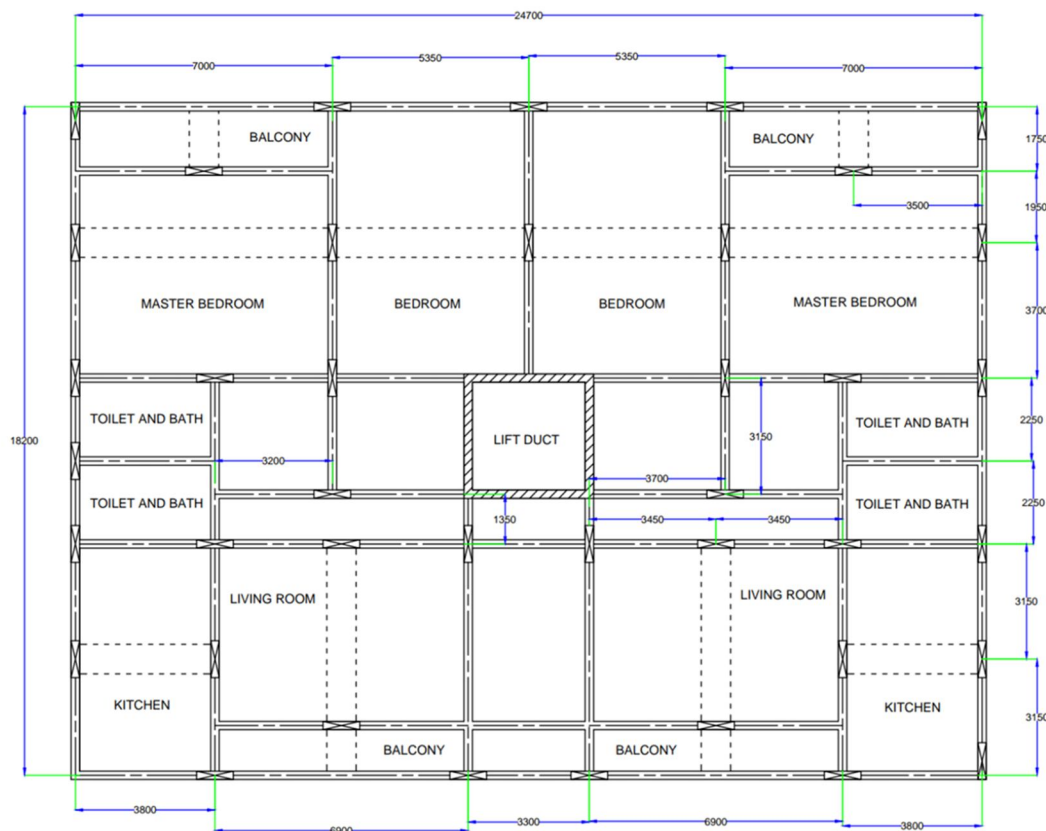 24700
7000
5350
5350
7000
BALCONY
BALCONY
1750
3500
1950
MASTER BEDROOM
BEDROOM
BEDROOM
MASTER BEDROOM
3700
TOILET AND BATH
LIFT DUCT
3150
TOILET AND BATH
2250
18200
3200
3700
TOILET AND BATH
1350
3450
3450
TOILET AND BATH
2250
LIVING ROOM
LIVING ROOM
3150
KITCHEN
KITCHEN
3150
BALCONY
BALCONY
3800
6900
3300
6900
3800